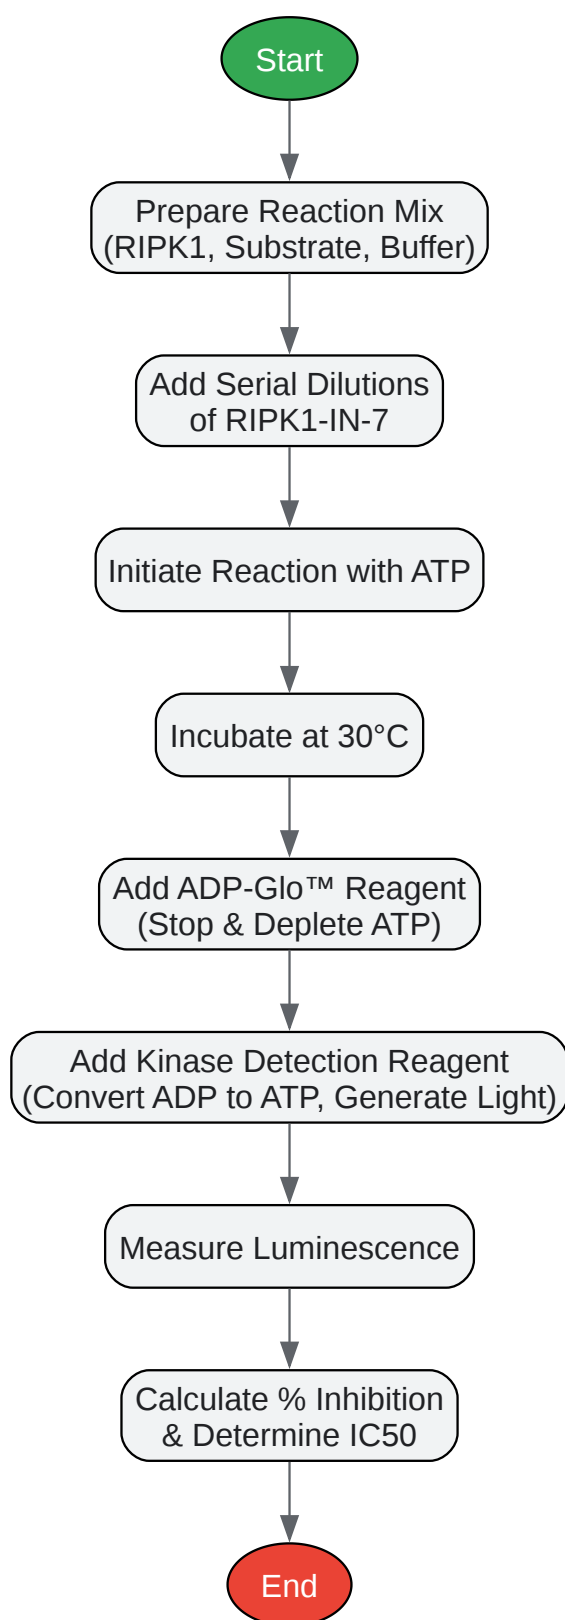 Start
Prepare Reaction Mix
(RIPK1, Substrate, Buffer)
Add Serial Dilutions
of RIPK1-IN-7
Initiate Reaction with ATP
Incubate at 30°C
Add ADP-Glo™ Reagent
(Stop & Deplete ATP)
Add Kinase Detection Reagent
(Convert ADP to ATP, Generate Light)
Measure Luminescence
Calculate % Inhibition
& Determine IC50
End